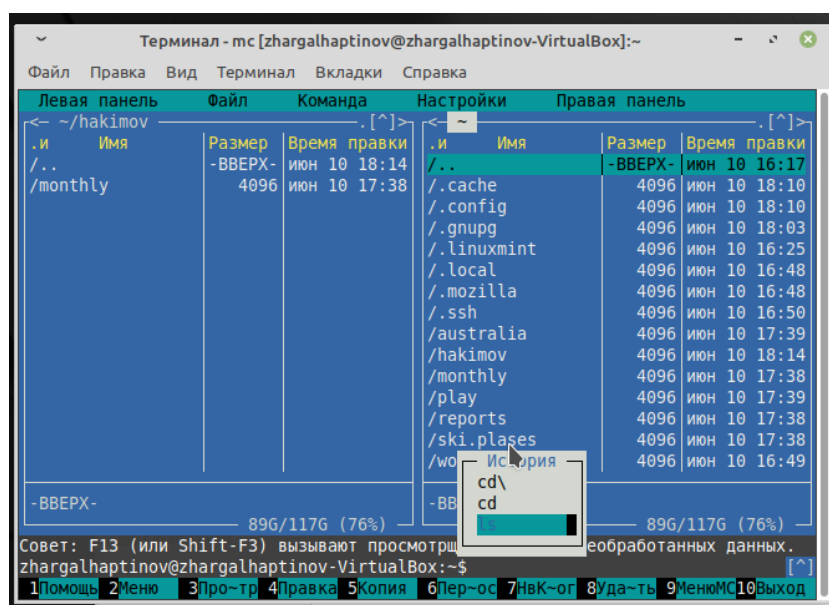 Терминал - mc [zhargalhaptinov@zhargalhaptinov-VirtualBox]:~
Файл Правка Вид Терминал Вкладки Справка
Левая панель Файл Команда Настройки Правая панель
<— ~/hakimov .[^]> <— ~ .[^]>
.и Имя Размер Время правки .и Имя Размер Время правки
/.. -ВВЕРХ- июн 10 18:14 /.. -ВВЕРХ- июн 10 16:17
/monthly 4096 июн 10 17:38 /.cache 4096 июн 10 18:10
/.config 4096 июн 10 18:10
/.gnupg 4096 июн 10 18:03
/.linuxmint 4096 июн 10 16:25
/.local 4096 июн 10 16:48
/.mozilla 4096 июн 10 16:48
/.ssh 4096 июн 10 16:50
/australia 4096 июн 10 17:39
/hakimov 4096 июн 10 18:14
/monthly 4096 июн 10 17:38
/play 4096 июн 10 17:39
/reports 4096 июн 10 17:38
/ski.plases 4096 июн 10 17:38
/wo История 4096 июн 10 16:49
cd\
-ВВЕРХ- -ВВ cd
89G/117G (76%) ls 89G/117G (76%)
Совет: F13 (или Shift-F3) вызывают просмотрщ еобработанных данных.
zhargalhaptinov@zhargalhaptinov-VirtualBox:~$ [^]
1Помощь 2Меню 3Про~тр 4Правка 5Копия 6Пер~ос 7НвК~ог 8Уда~ть 9МенюMC 10Выход